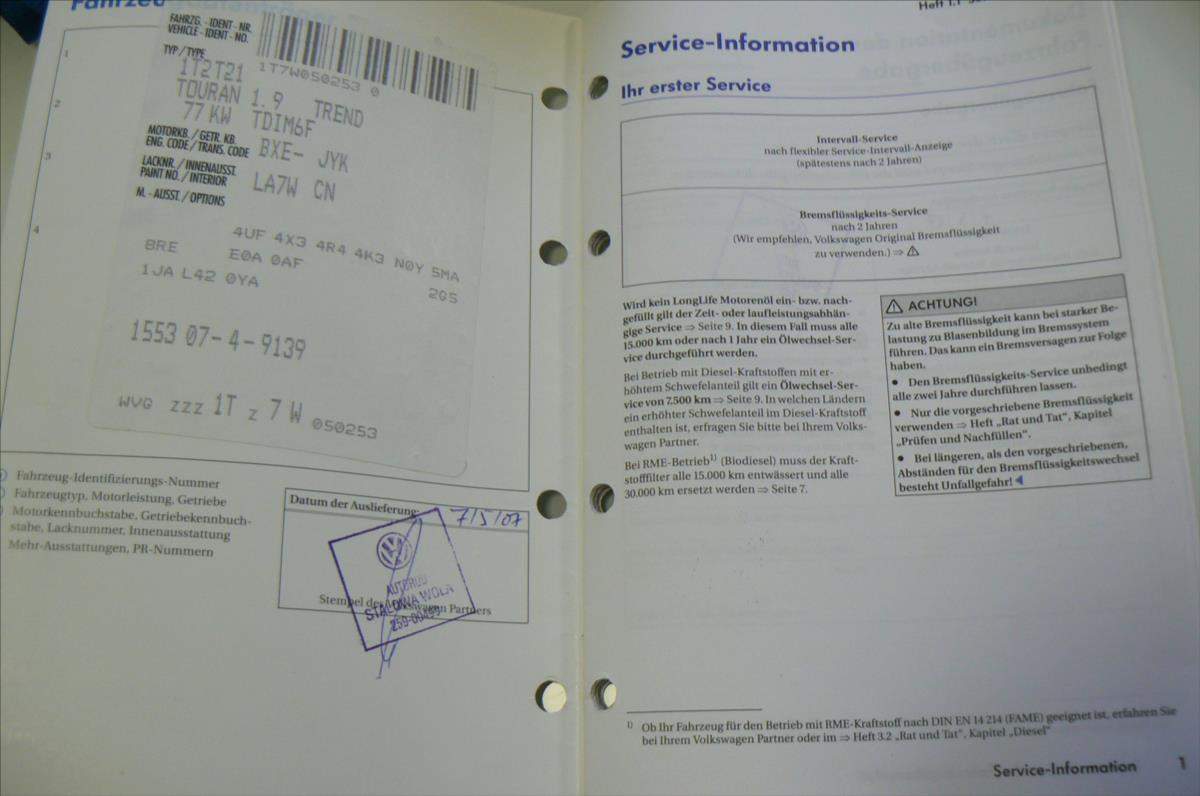 FAHRZG. - IDENT - NR.
VEHICLE - IDENT - NO.
1T7W050253 0
TYP / TYPE
1T2T21
TOURAN 1.9 TREND
77 KW TDIM6F
MOTORKB. / GETR. KB.
ENG. CODE / TRANS. CODE BXE- JYK
LACKNR. / INNENAUSST.
PAINT NO. / INTERIOR LA7W CN
M. - AUSST. / OPTIONS
4UF 4X3 4R4 4K3 N0Y 5MA
8RE E0A 0AF 2G5
1JA L42 0YA
1553 07-4-9139
WVG ZZZ 1T Z 7 W 050253
1
2
3
4
Fahrzeug-Identifizierungs-Nummer
Fahrzeugtyp, Motorleistung, Getriebe
Motorkennbuchstabe, Getriebekennbuch-
stabe, Lacknummer, Innenausstattung
Mehr-Ausstattungen, PR-Nummern
Datum der Auslieferung: 7/5/07
STALOWA WOLA
Service-Information
Ihr erster Service
Intervall-Service
nach flexibler Service-Intervall-Anzeige
(spätestens nach 2 Jahren)
Bremsflüssigkeits-Service
nach 2 Jahren
(Wir empfehlen, Volkswagen Original Bremsflüssigkeit
zu verwenden.) ⇒ ⚠
Wird kein LongLife Motorenöl ein- bzw. nach-
gefüllt gilt der Zeit- oder laufleistungsabhän-
gige Service ⇒ Seite 9. In diesem Fall muss alle
15.000 km oder nach 1 Jahr ein Ölwechsel-Ser-
vice durchgeführt werden.
Bei Betrieb mit Diesel-Kraftstoffen mit er-
höhtem Schwefelanteil gilt ein Ölwechsel-Ser-
vice von 7.500 km ⇒ Seite 9. In welchen Ländern
ein erhöhter Schwefelanteil im Diesel-Kraftstoff
enthalten ist, erfragen Sie bitte bei Ihrem Volks-
wagen Partner.
Bei RME-Betrieb1) (Biodiesel) muss der Kraft-
stofffilter alle 15.000 km entwässert und alle
30.000 km ersetzt werden ⇒ Seite 7.
⚠ ACHTUNG!
Zu alte Bremsflüssigkeit kann bei starker Be-
lastung zu Blasenbildung im Bremssystem
führen. Das kann ein Bremsversagen zur Folge
haben.
• Den Bremsflüssigkeits-Service unbedingt
alle zwei Jahre durchführen lassen.
• Nur die vorgeschriebene Bremsflüssigkeit
verwenden ⇒ Heft „Rat und Tat", Kapitel
„Prüfen und Nachfüllen".
• Bei längeren, als den vorgeschriebenen,
Abständen für den Bremsflüssigkeitswechsel
besteht Unfallgefahr! ◀
1) Ob Ihr Fahrzeug für den Betrieb mit RME-Kraftstoff nach DIN EN 14 214 (FAME) geeignet ist, erfahren Sie
bei Ihrem Volkswagen Partner oder im ⇒ Heft 3.2 „Rat und Tat", Kapitel „Diesel"
Service-Information 1